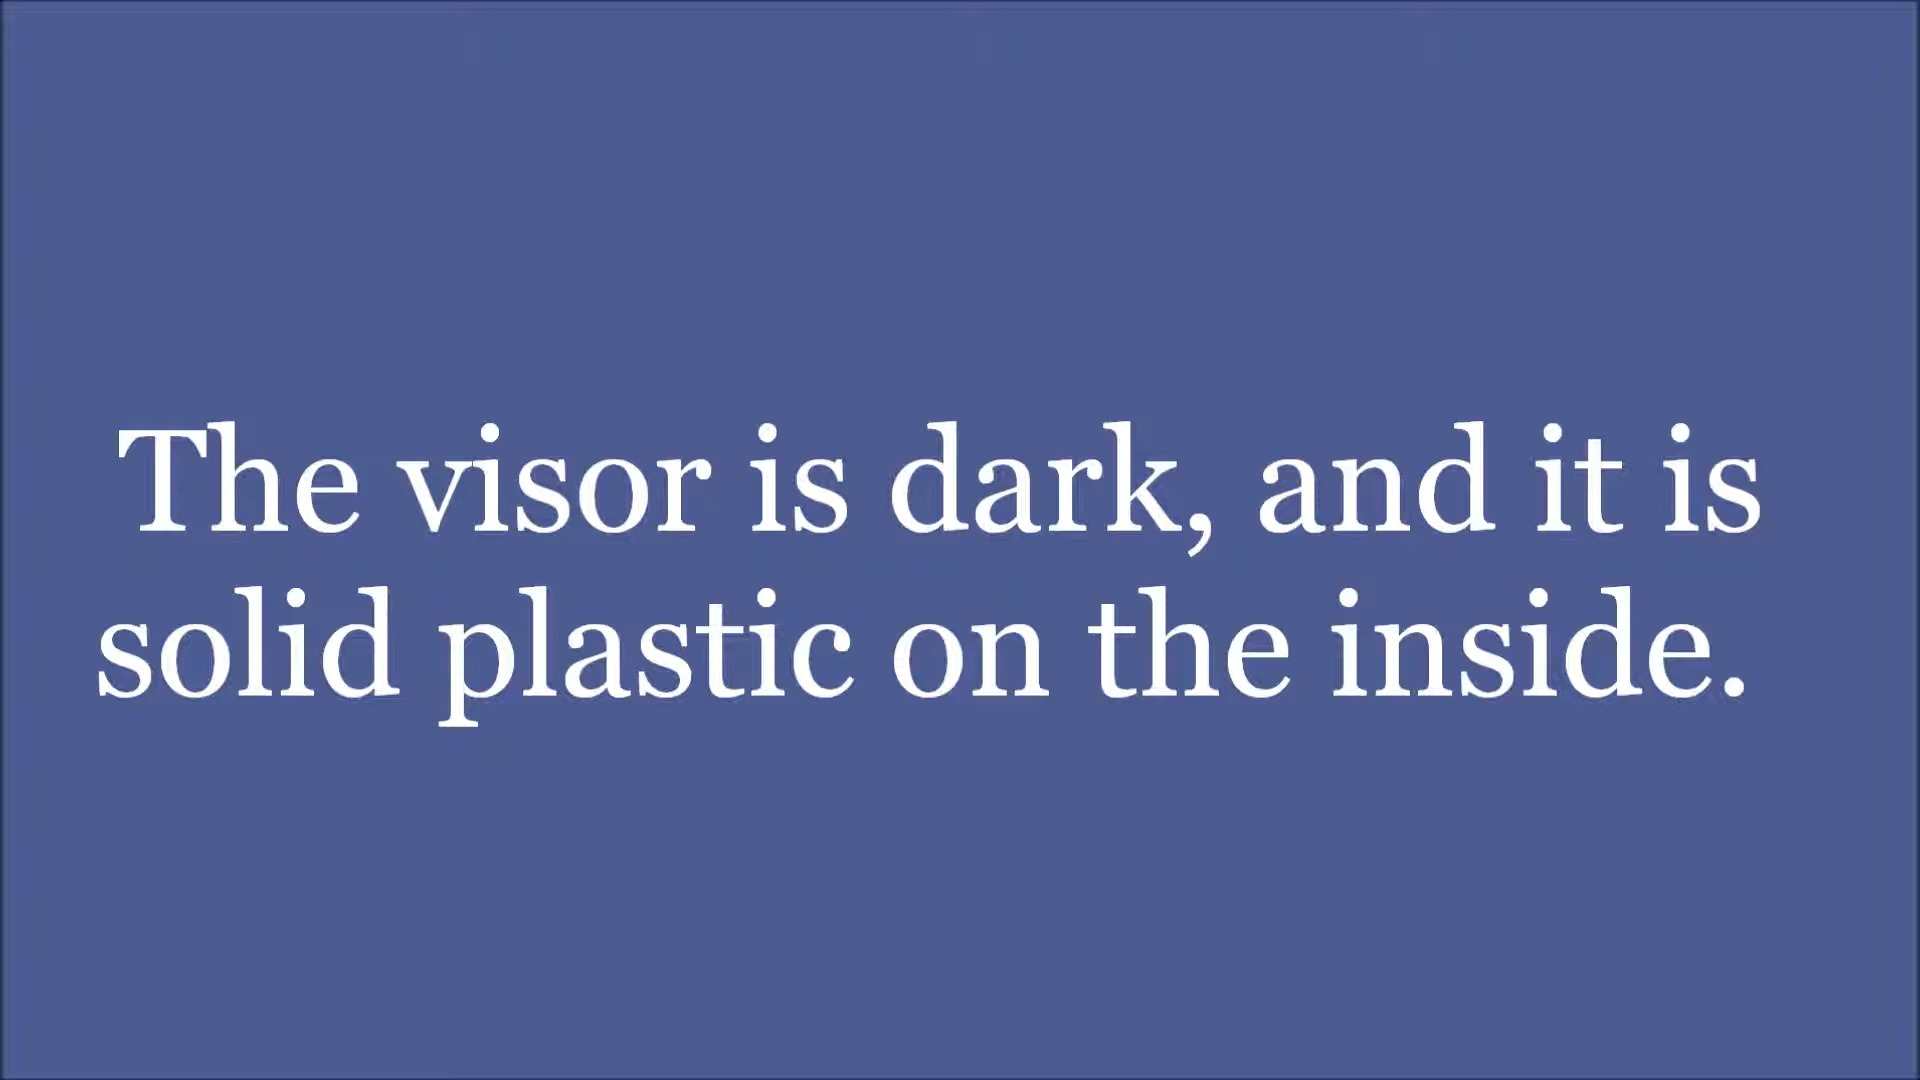 The visor is dark, and it is
solid plastic on the inside.